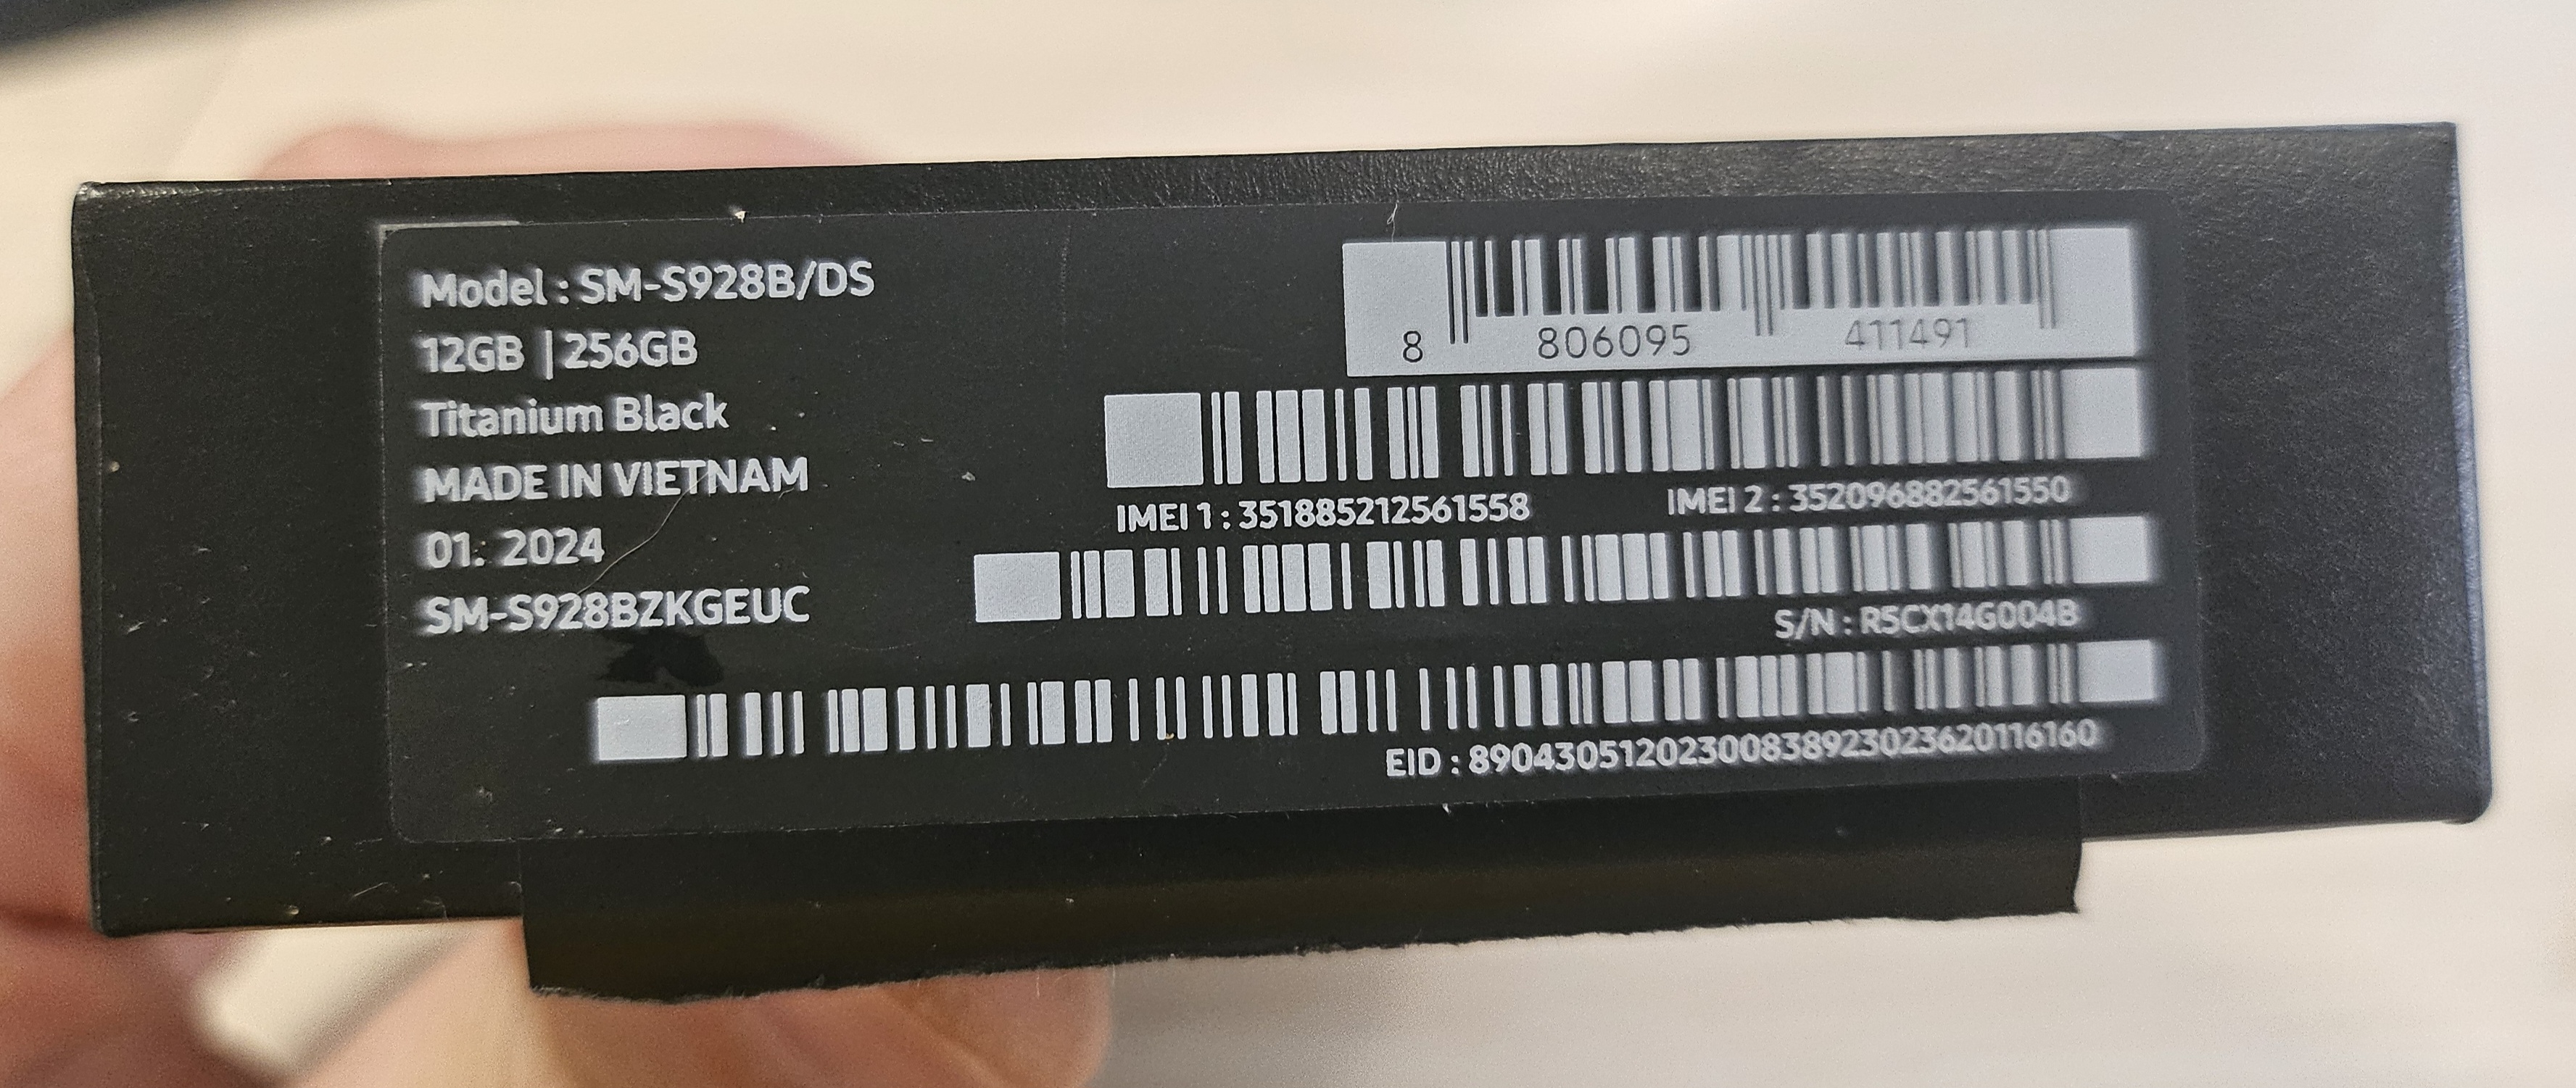 Model : SM-S928B/DS
12GB | 256GB
Titanium Black
MADE IN VIETNAM
01. 2024
SM-S928BZKGEUC
8 806095 411491
IMEI 1 : 351885212561558 IMEI 2 : 352096882561550
S/N : R5CX14G004B
EID : 89043051202300838923023620116160